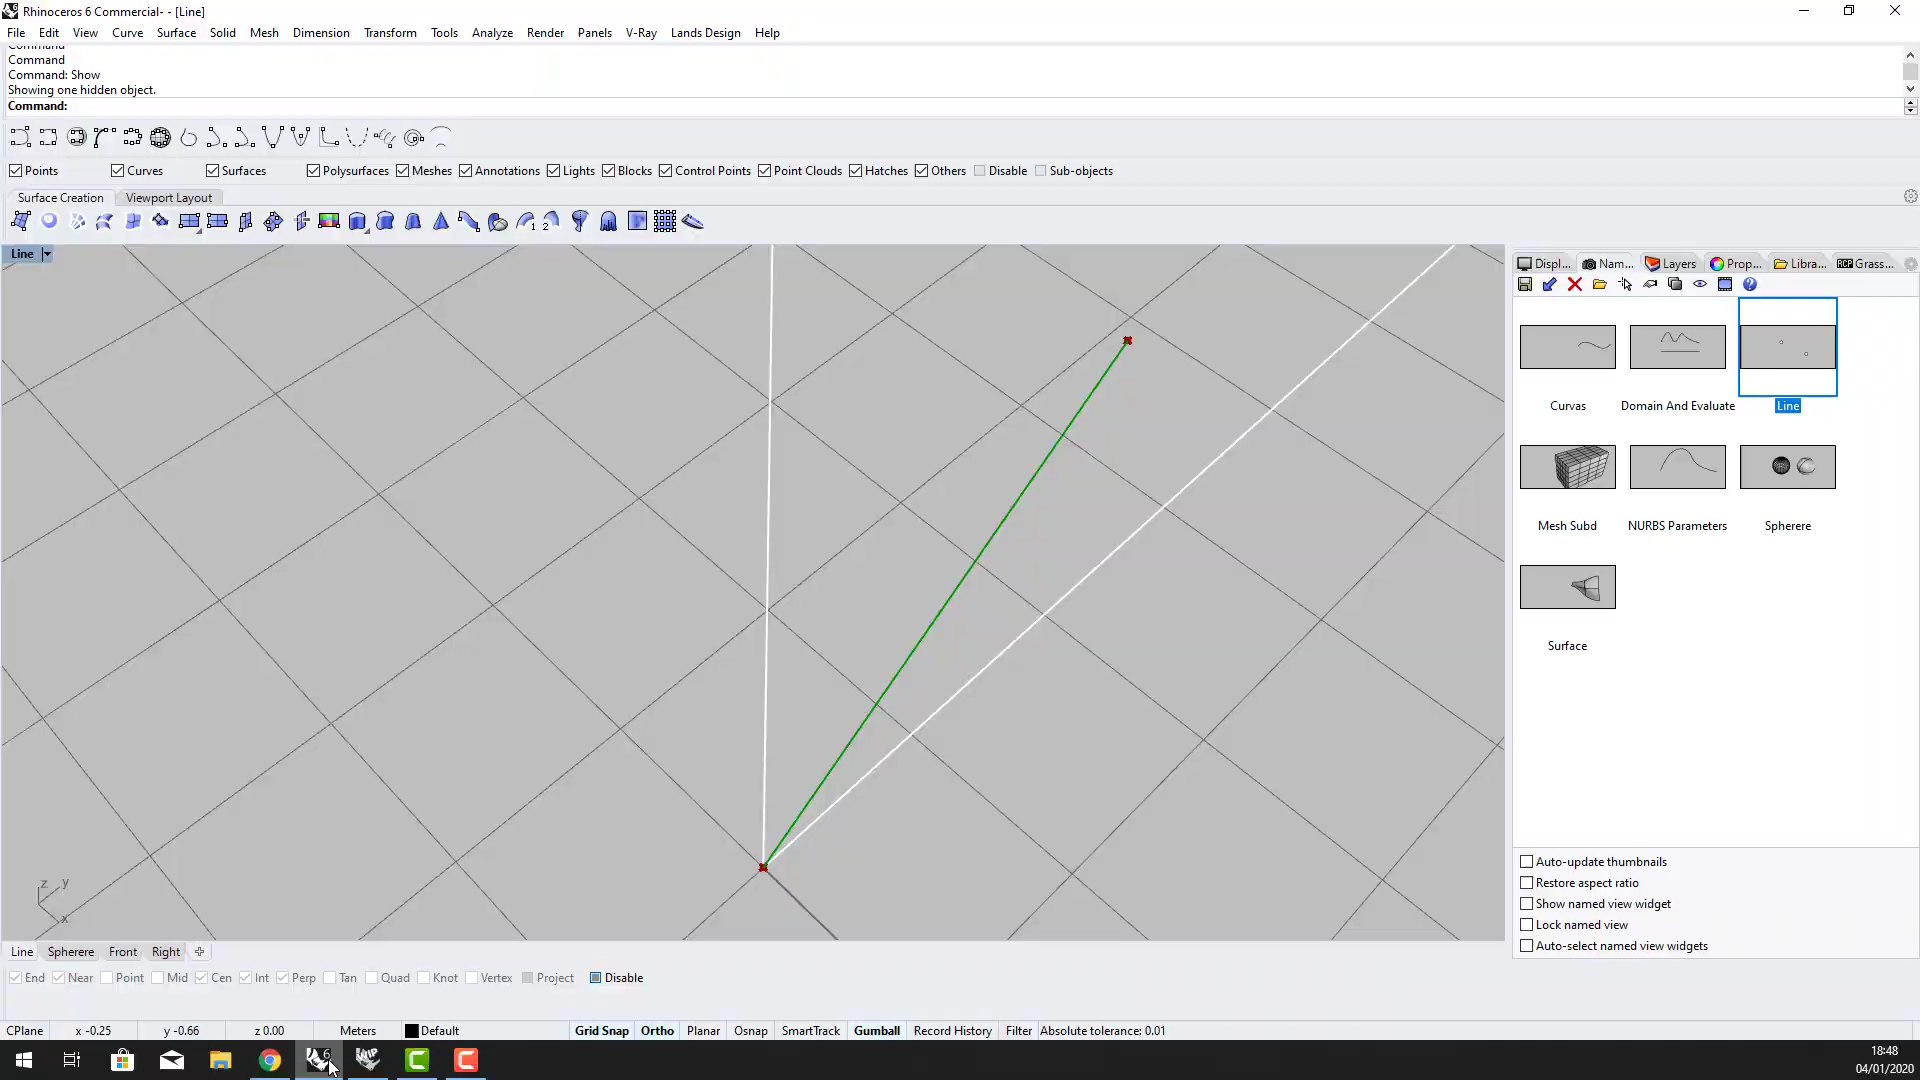 Rhinoceros 6 Commercial- - [Line]
File Edit View Curve Surface Solid Mesh Dimension Transform Tools Analyze Render Panels V-Ray Lands Design Help
Command
Command
Command: Show
Showing one hidden object.
Command:
Points Curves Surfaces Polysurfaces Meshes Annotations Lights Blocks Control Points Point Clouds Hatches Others Disable Sub-objects
Surface Creation Viewport Layout
1 2
Line
Displ... Nam... Layers Prop... Libra... RCP Grass...
Curvas Domain And Evaluate Line
Mesh Subd NURBS Parameters Spherere
Surface
Auto-update thumbnails
Restore aspect ratio
Show named view widget
Lock named view
Auto-select named view widgets
z y
x
Line Spherere Front Right
End Near Point Mid Cen Int Perp Tan Quad Knot Vertex Project Disable
CPlane x -0.25 y -0.66 z 0.00 Meters Default Grid Snap Ortho Planar Osnap SmartTrack Gumball Record History Filter Absolute tolerance: 0.01
6 WIP C C
18:48
04/01/2020